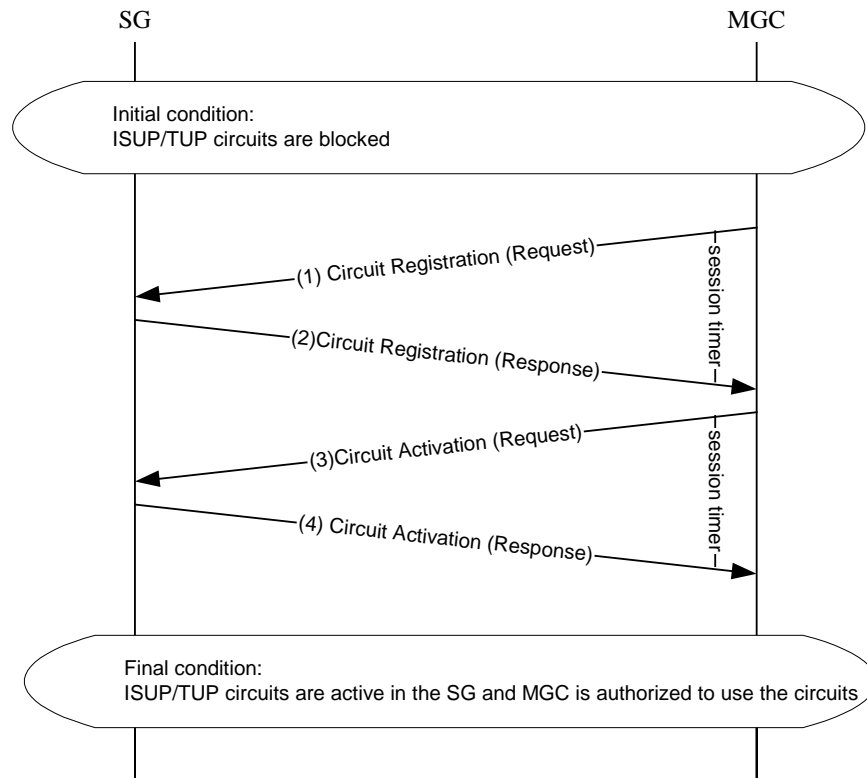 SG
MGC
Initial condition:
ISUP/TUP circuits are blocked
(1) Circuit Registration (Request)
session timer
(2)Circuit Registration (Response)
(3)Circuit Activation (Request)
session timer
(4) Circuit Activation (Response)
Final condition:
ISUP/TUP circuits are active in the SG and MGC is authorized to use the circuits